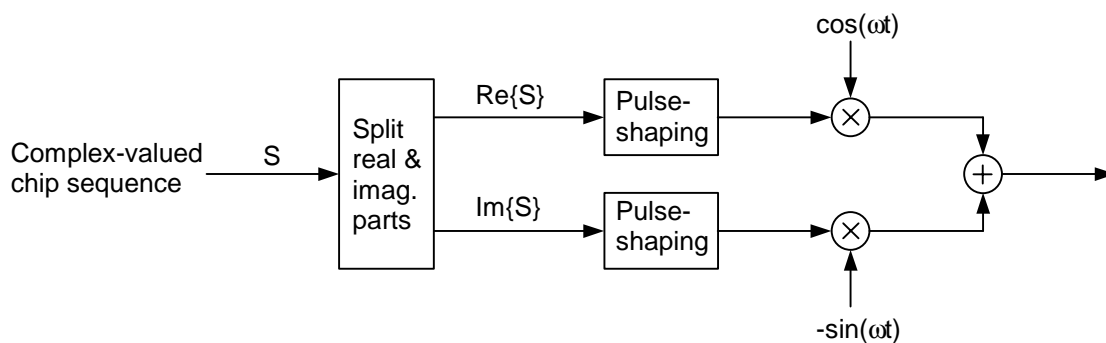 cos(ωt)
Complex-valued
chip sequence
S
Split
real &
imag.
parts
Re{S}
Im{S}
Pulse-
shaping
Pulse-
shaping
-sin(ωt)